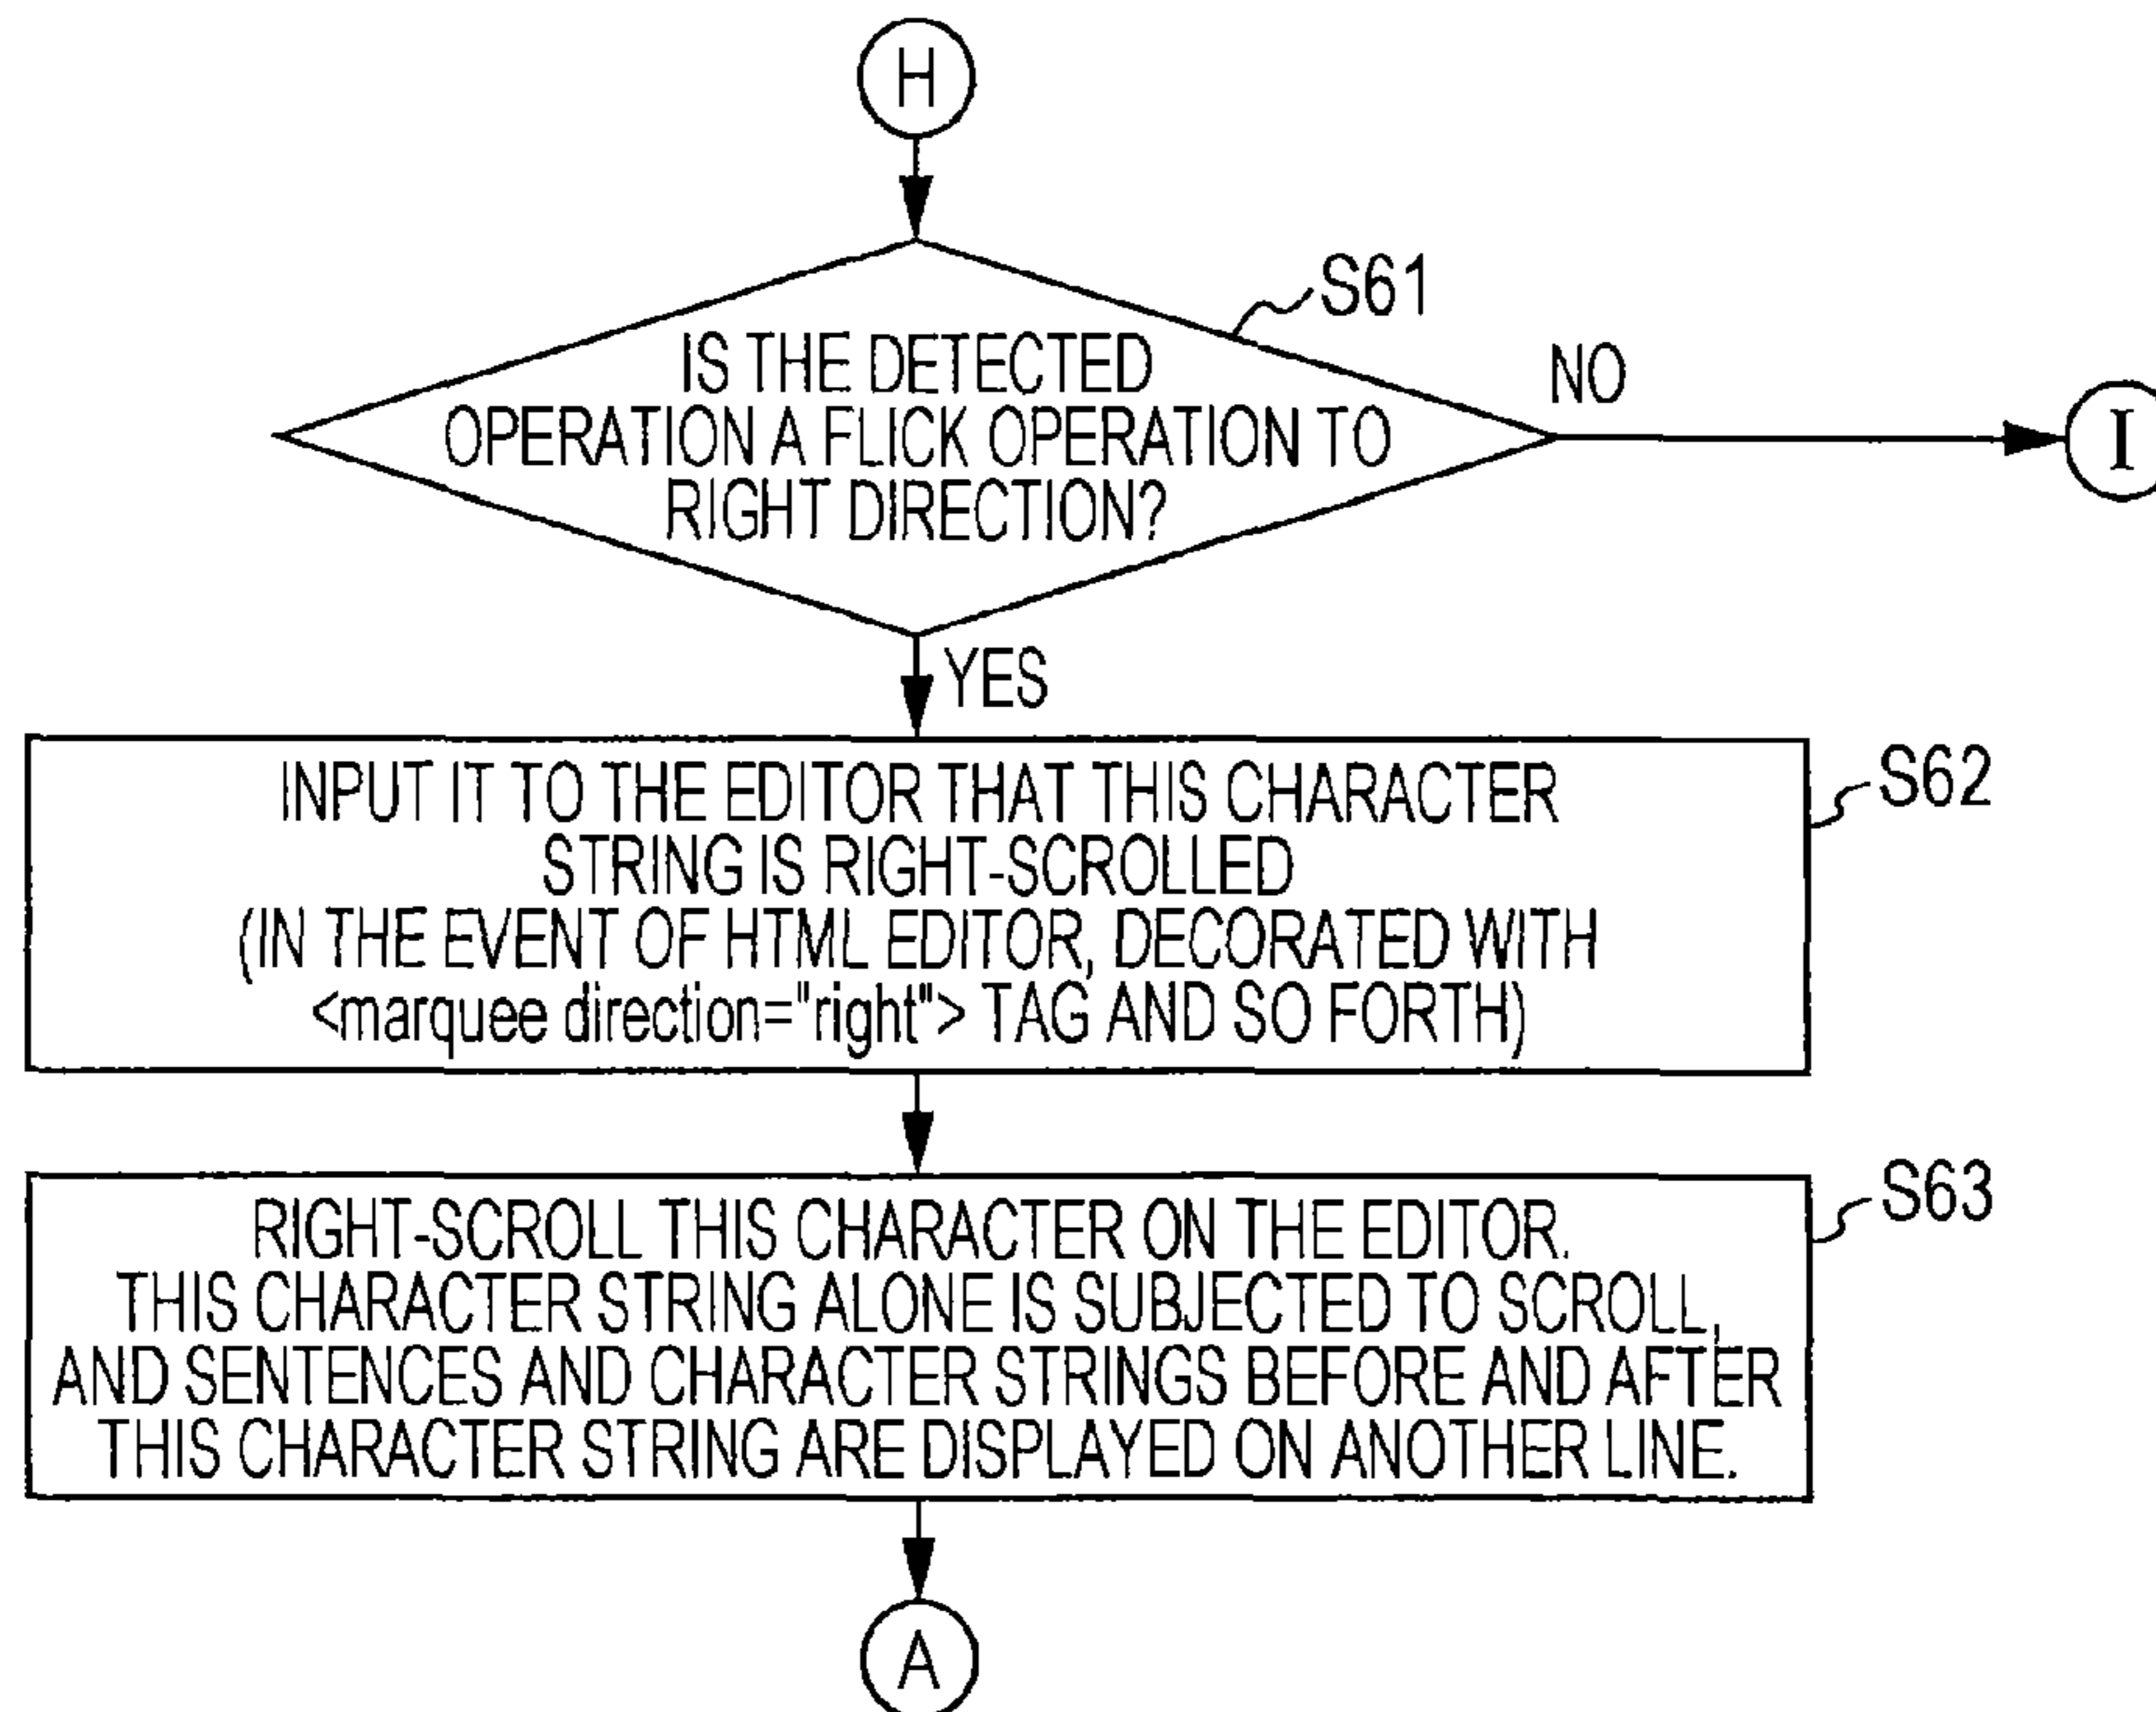 H
S61
IS THE DETECTED
OPERATION A FLICK OPERATION TO
RIGHT DIRECTION?
NO
I
YES
S62
INPUT IT TO THE EDITOR THAT THIS CHARACTER
STRING IS RIGHT-SCROLLED
(IN THE EVENT OF HTML EDITOR, DECORATED WITH
<marquee direction="right"> TAG AND SO FORTH)
S63
RIGHT-SCROLL THIS CHARACTER ON THE EDITOR.
THIS CHARACTER STRING ALONE IS SUBJECTED TO SCROLL,
AND SENTENCES AND CHARACTER STRINGS BEFORE AND AFTER
THIS CHARACTER STRING ARE DISPLAYED ON ANOTHER LINE.
A